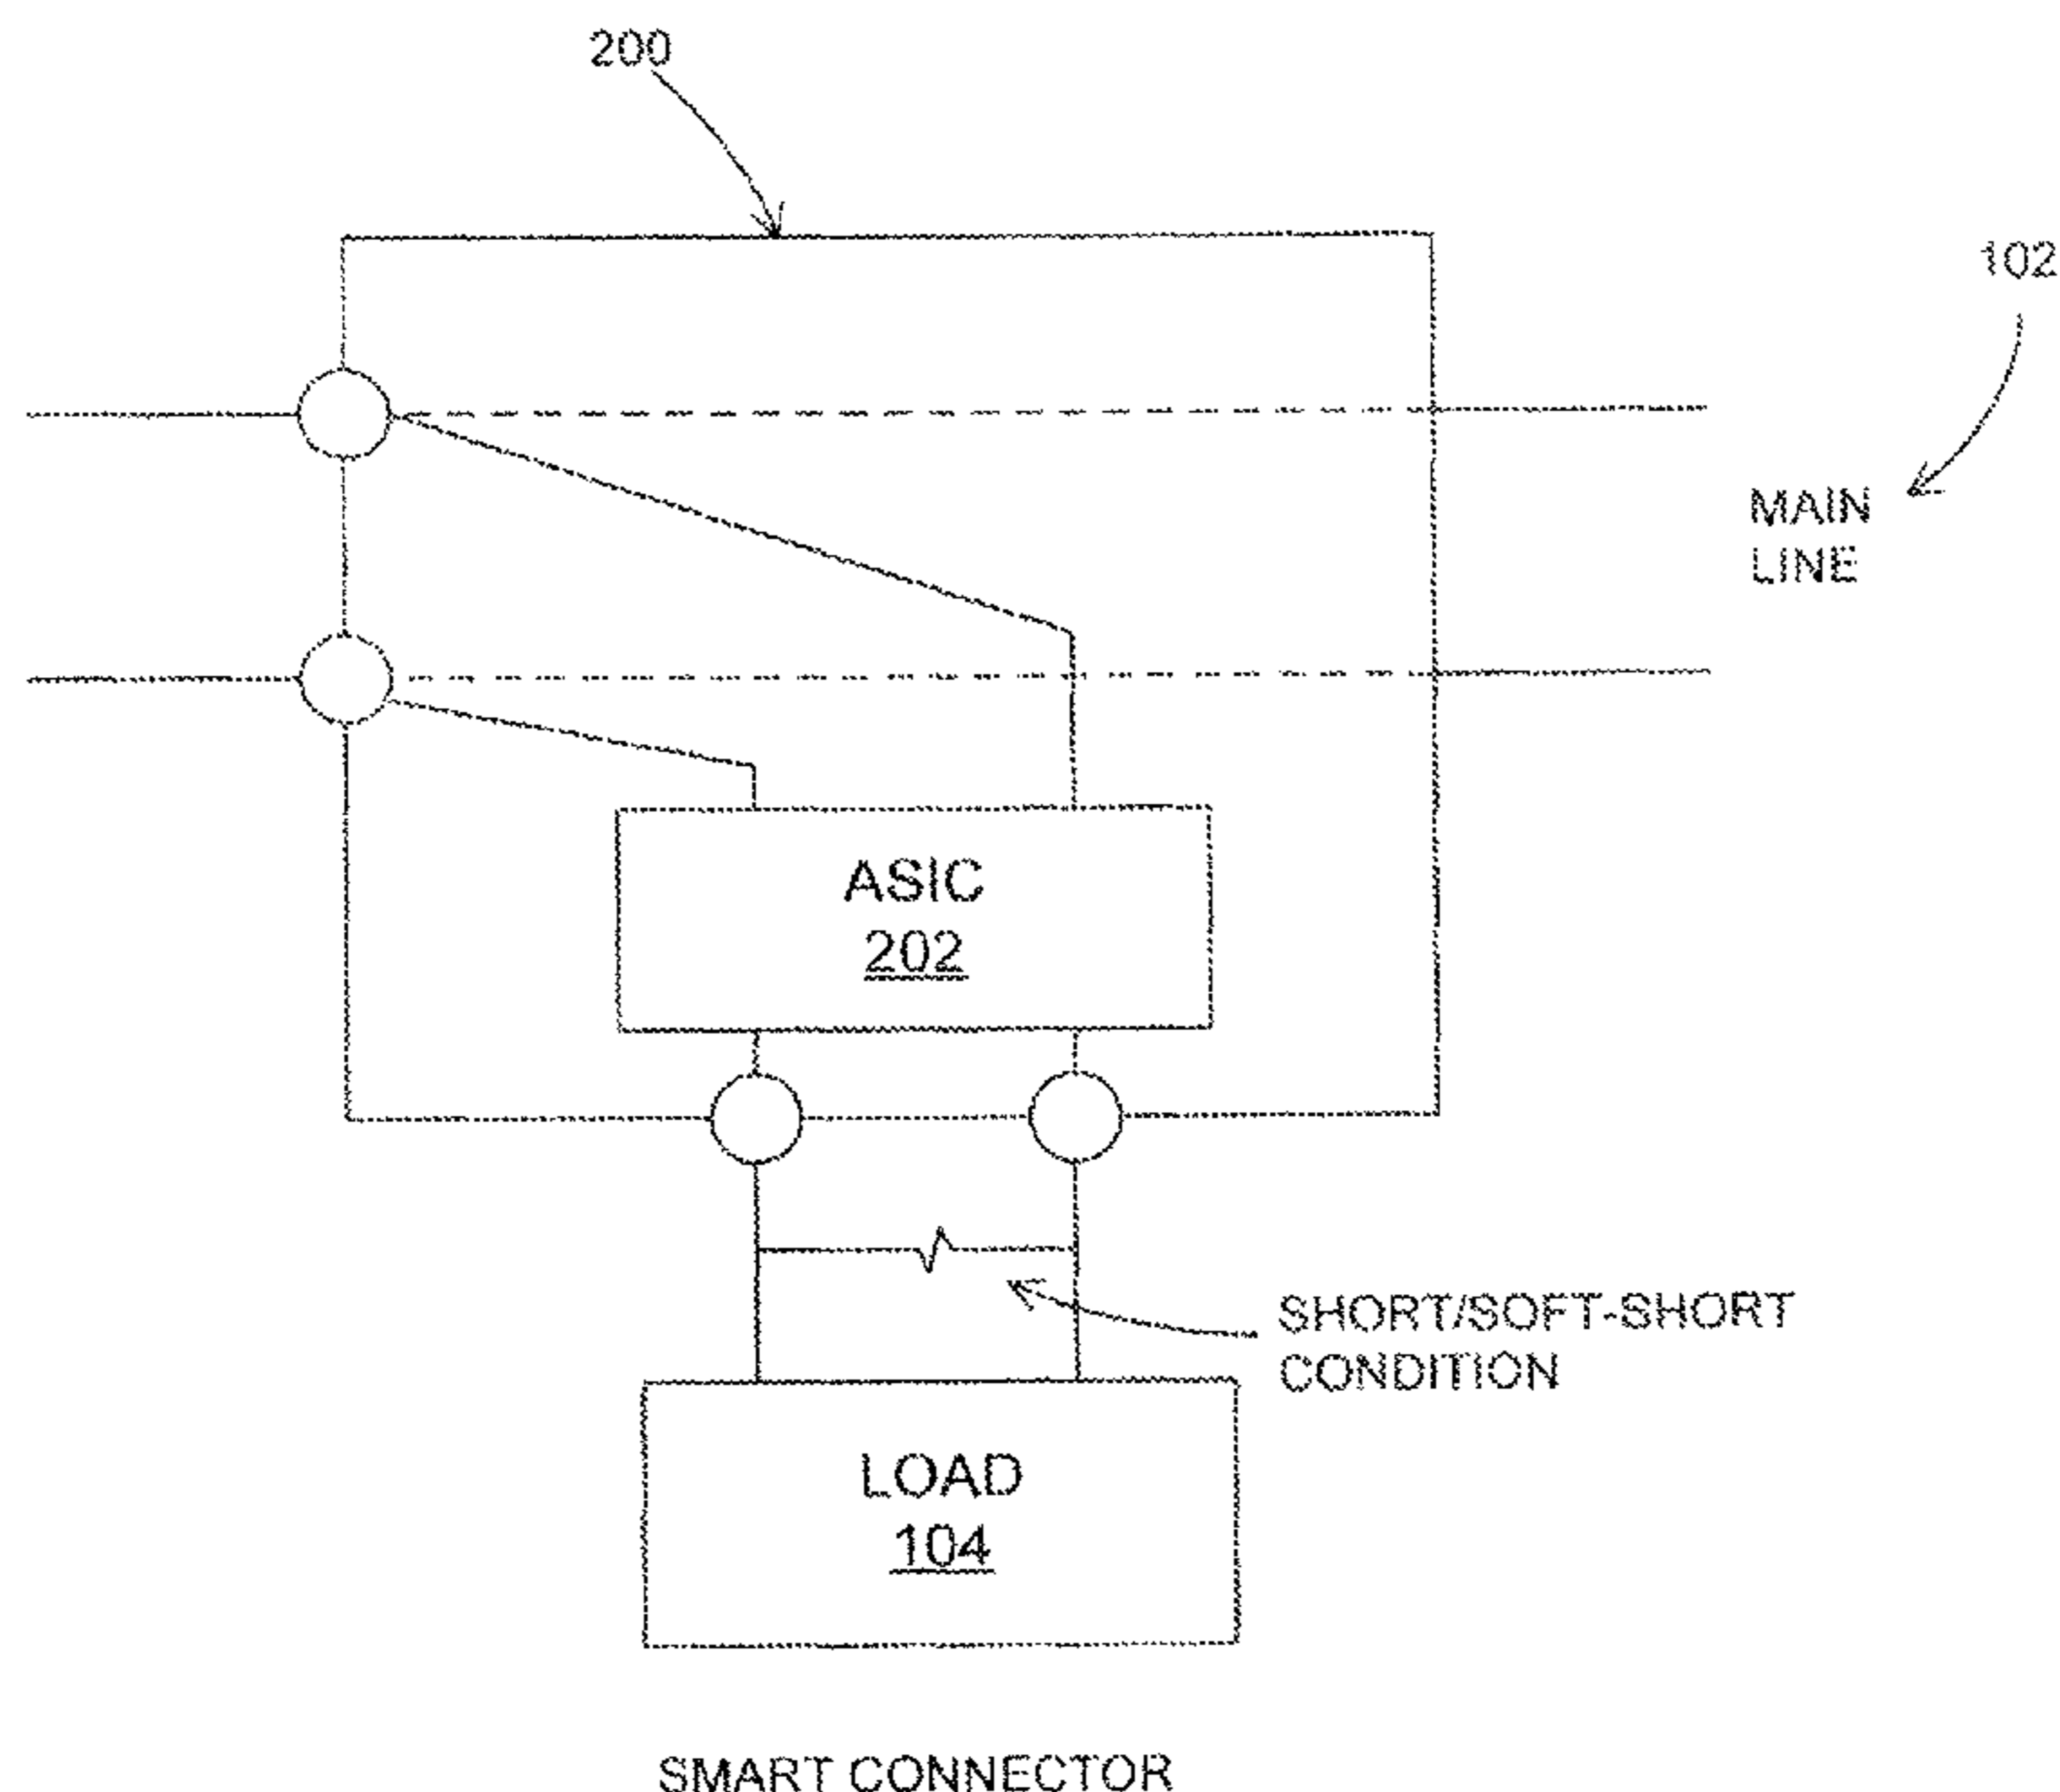 200
102
MAIN
LINE
ASIC
202
SHORT/SOFT-SHORT
CONDITION
LOAD
104
SMART CONNECTOR